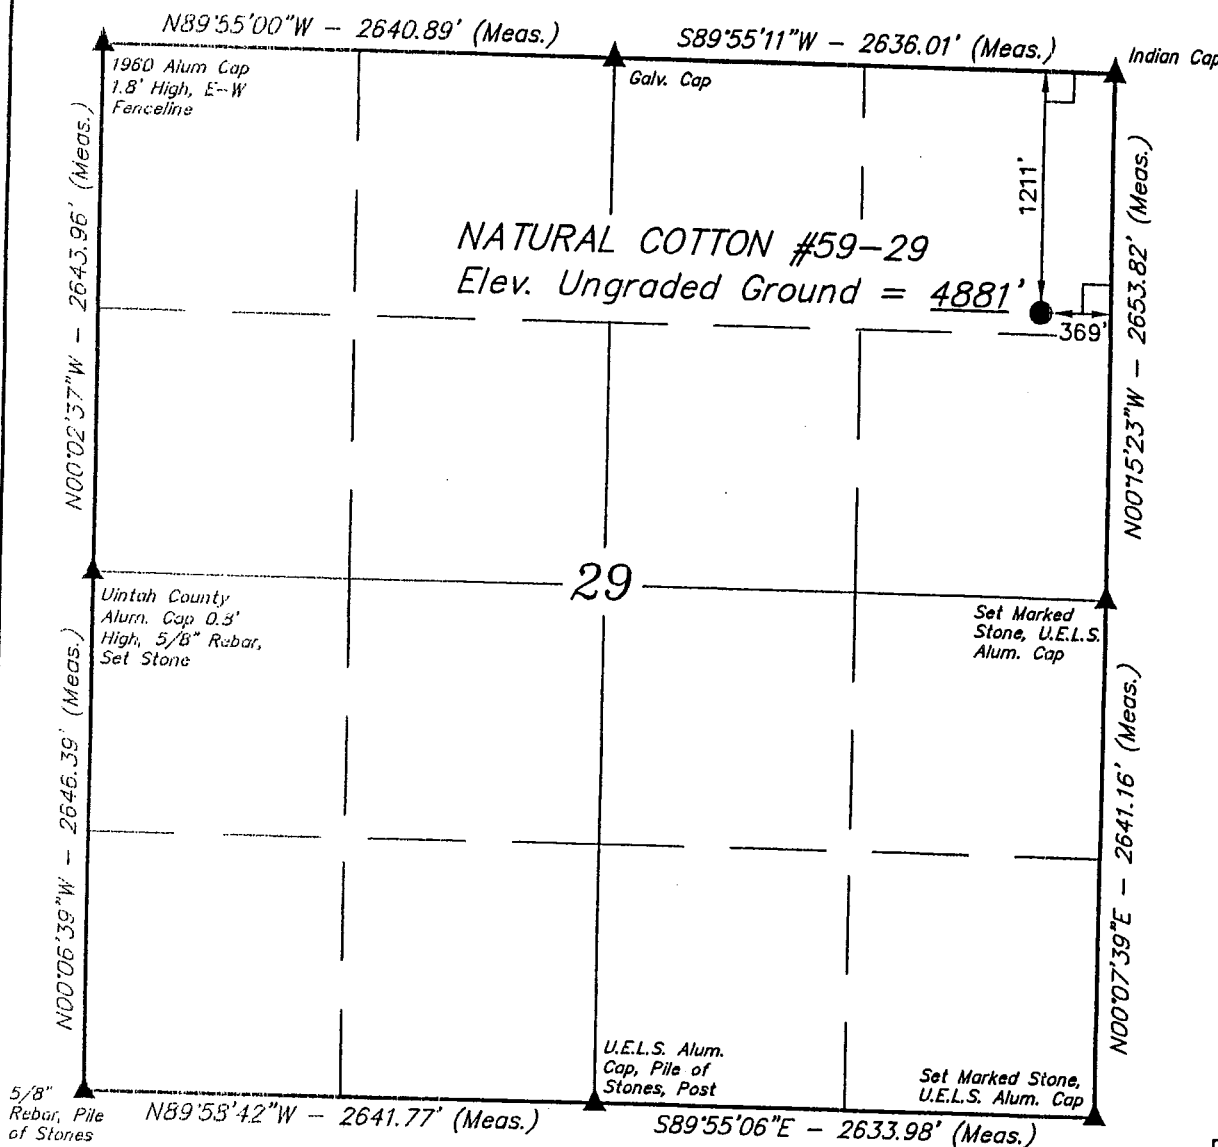 N89°55'00"W - 2640.89' (Meas.)
S89°55'11"W - 2636.01' (Meas.)
1960 Alum Cap
1.8' High, E-W
Fenceline
Galv. Cap
Indian Cap
N00°02'37"W - 2643.96' (Meas.)
1211'
N00°15'23"W - 2653.82' (Meas.)
NATURAL COTTON #59-29
Elev. Ungraded Ground = 4881'
369'
29
Uintah County
Alum. Cap 0.3'
High, 5/8" Rebar,
Set Stone
Set Marked
Stone, U.E.L.S.
Alum. Cap
N00°06'39"W - 2646.39' (Meas.)
N00°07'39"E - 2641.16' (Meas.)
U.E.L.S. Alum.
Cap, Pile of
Stones, Post
Set Marked Stone,
U.E.L.S. Alum. Cap
5/8"
Rebar, Pile
of Stones
N89°58'42"W - 2641.77' (Meas.)
S89°55'06"E - 2633.98' (Meas.)